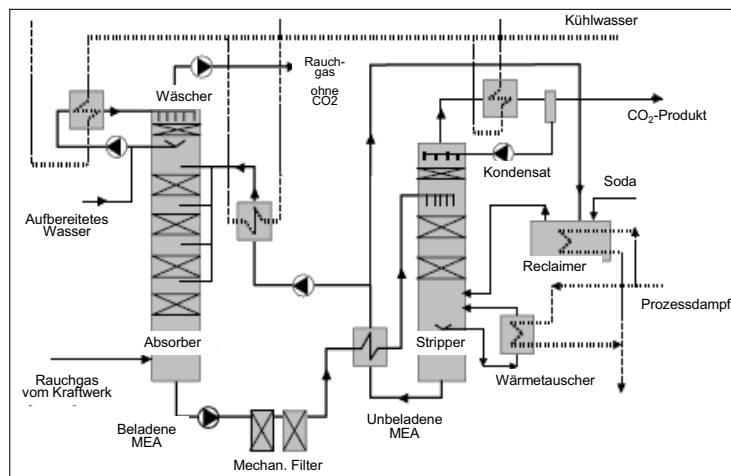 Kühlwasser
Rauch-
gas
ohne
CO2
Wäscher
CO₂-Produkt
Kondensat
Soda
Aufbereitetes
Wasser
Reclaimer
Prozessdampf
Absorber
Stripper
Rauchgas
vom Kraftwerk
Wärmetauscher
Beladene
MEA
Unbeladene
MEA
Mechan. Filter